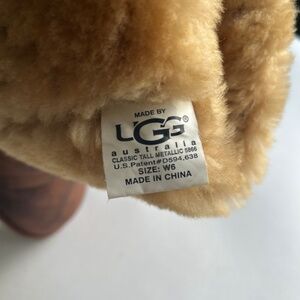 MADE BY
UGG
australia
CLASSIC TALL METALLIC 5866
U.S. Patent#D594,638
SIZE: W6
MADE IN CHINA